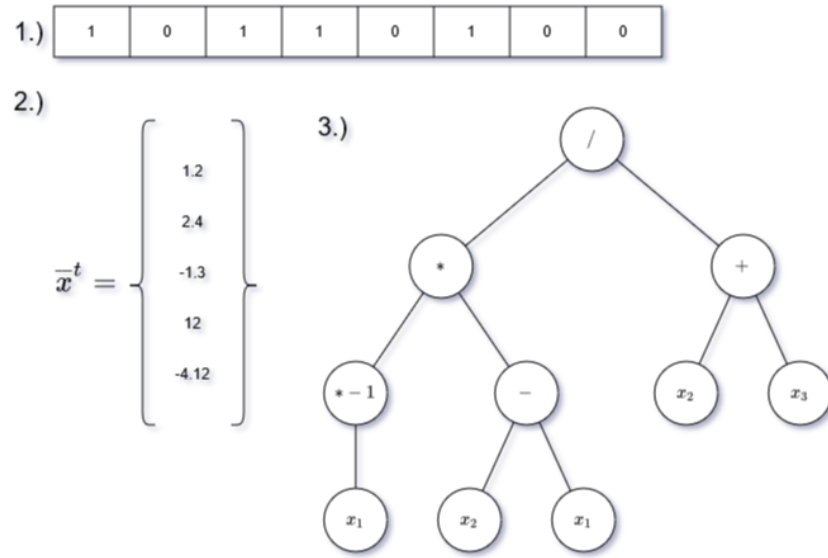 1.) 1 0 1 1 0 1 0 0
2.)
x̄ᵗ =
1.2
2.4
-1.3
12
-4.12
3.)
/
* +
* − 1 − x₂ x₃
x₁ x₂ x₁